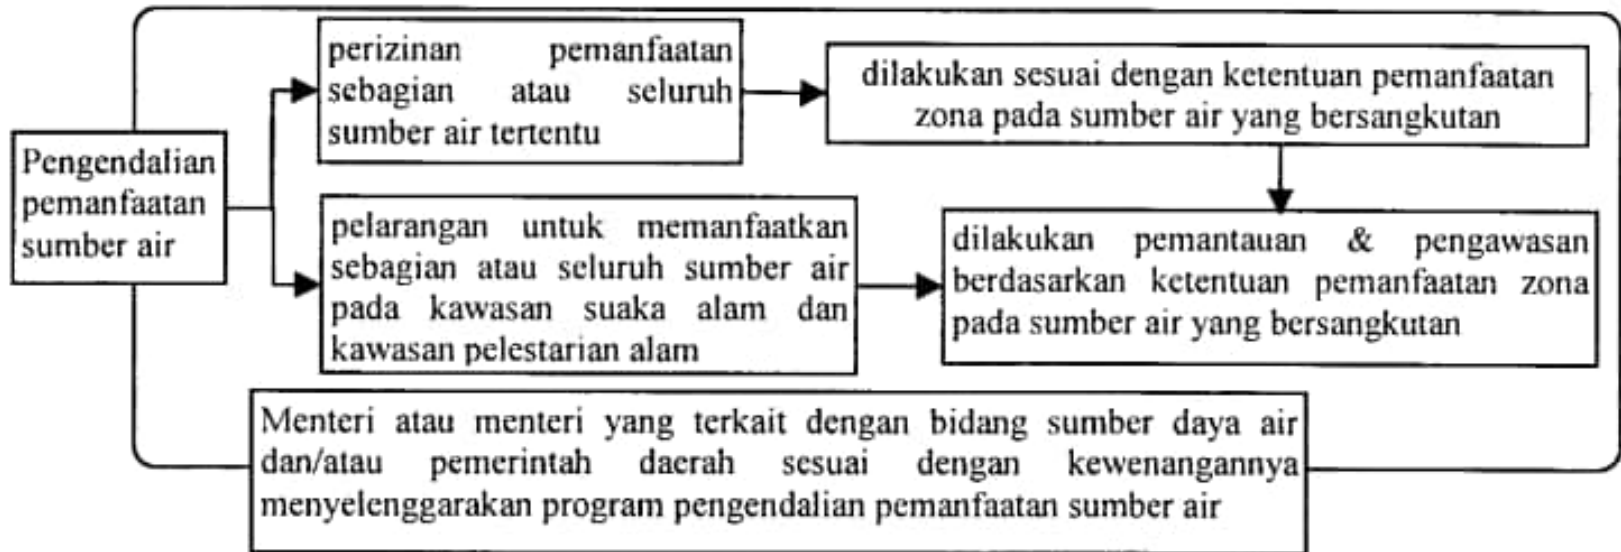 Pengendalian
pemanfaatan
sumber air
perizinan pemanfaatan
sebagian atau seluruh
sumber air tertentu
dilakukan sesuai dengan ketentuan pemanfaatan
zona pada sumber air yang bersangkutan
pelarangan untuk memanfaatkan
sebagian atau seluruh sumber air
pada kawasan suaka alam dan
kawasan pelestarian alam
dilakukan pemantauan & pengawasan
berdasarkan ketentuan pemanfaatan zona
pada sumber air yang bersangkutan
Menteri atau menteri yang terkait dengan bidang sumber daya air
dan/atau pemerintah daerah sesuai dengan kewenangannya
menyelenggarakan program pengendalian pemanfaatan sumber air